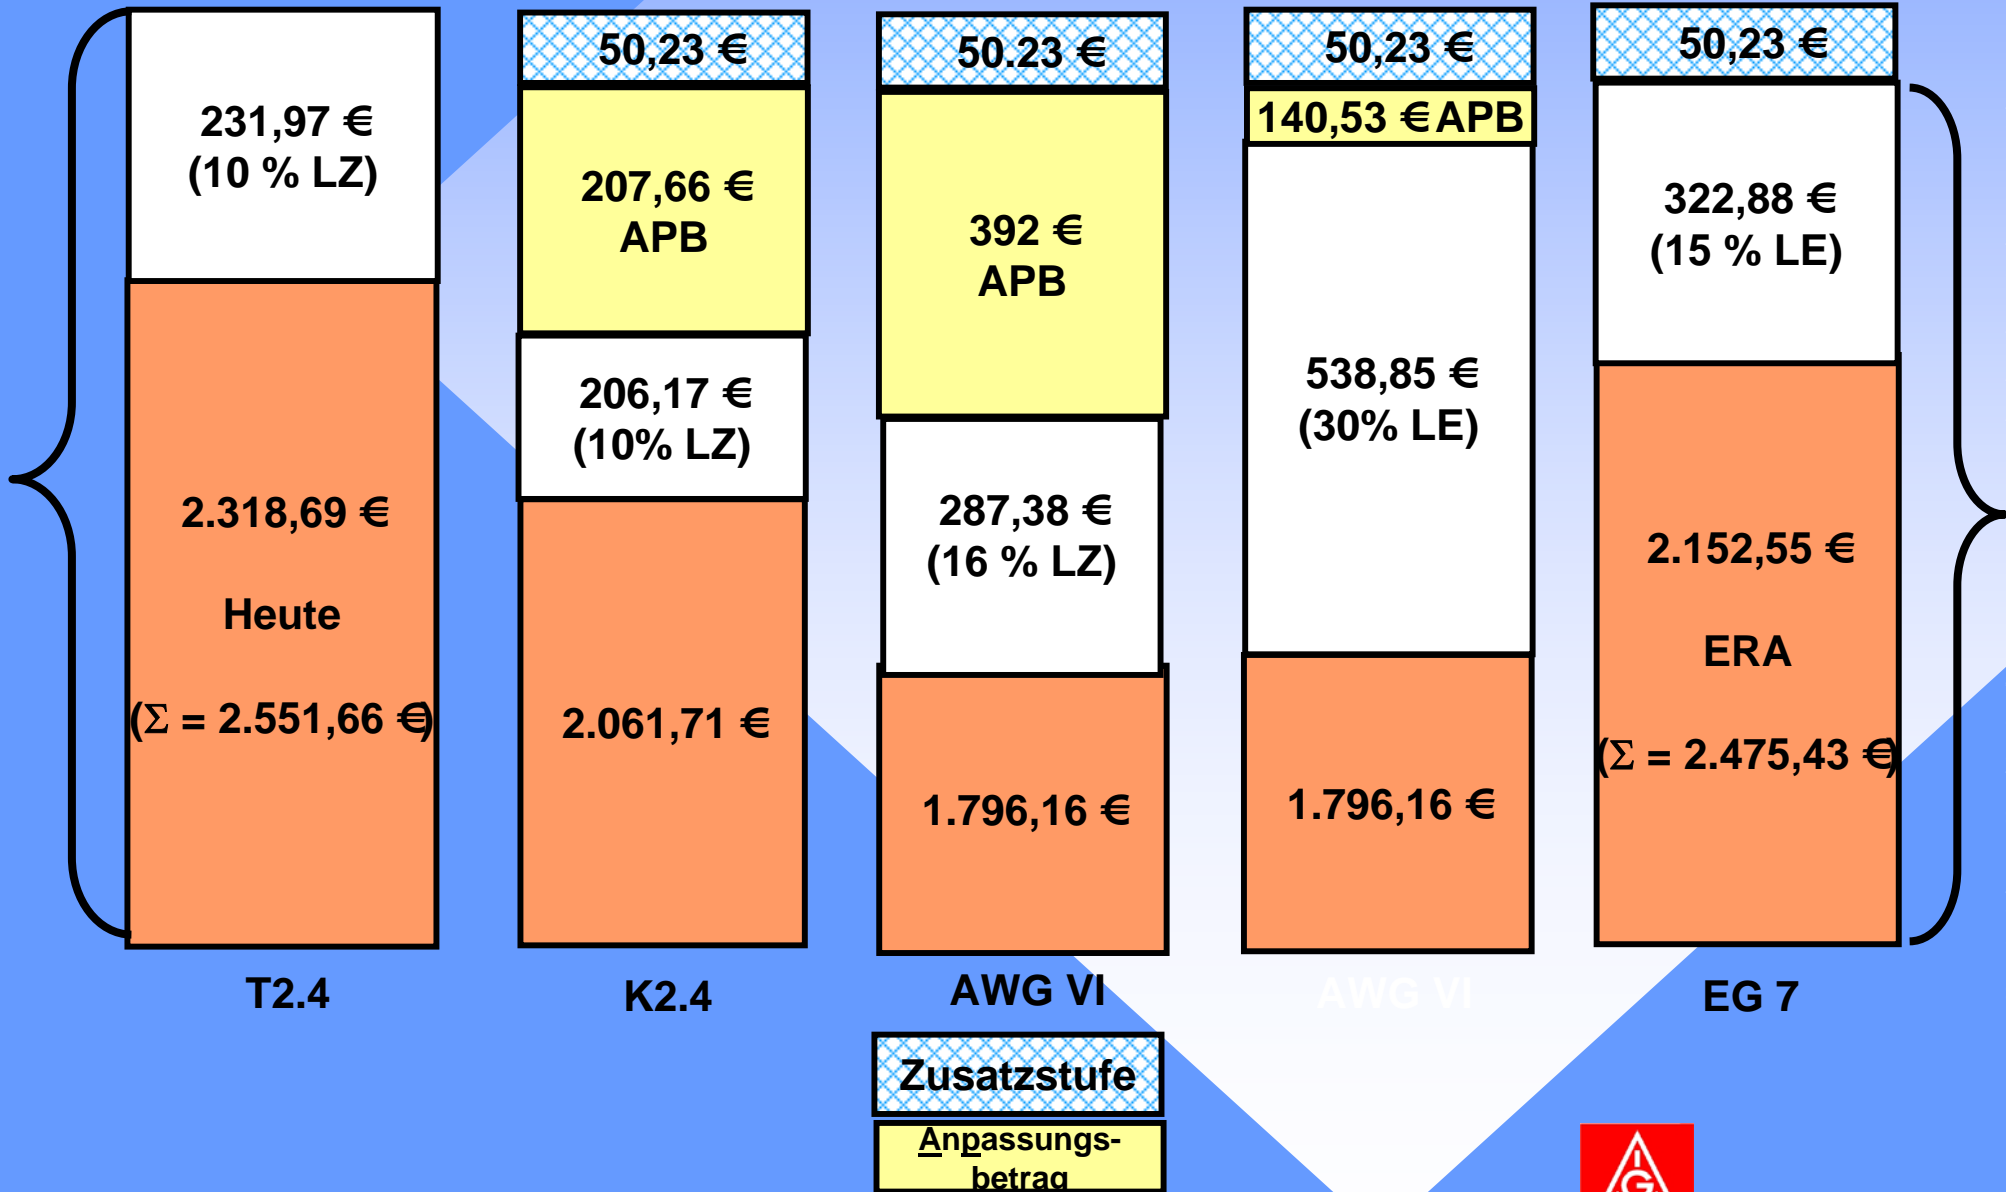 231,97 €
(10 % LZ)
2.318,69 €
Heute
(Σ = 2.551,66 €)
T2.4
50,23 €
207,66 €
APB
206,17 €
(10% LZ)
2.061,71 €
K2.4
50.23 €
392 €
APB
287,38 €
(16 % LZ)
1.796,16 €
AWG VI
50,23 €
140,53 € APB
538,85 €
(30% LE)
1.796,16 €
AWG VI
50,23 €
322,88 €
(15 % LE)
2.152,55 €
ERA
(Σ = 2.475,43 €)
EG 7
Zusatzstufe
Anpassungs-
betrag
IG